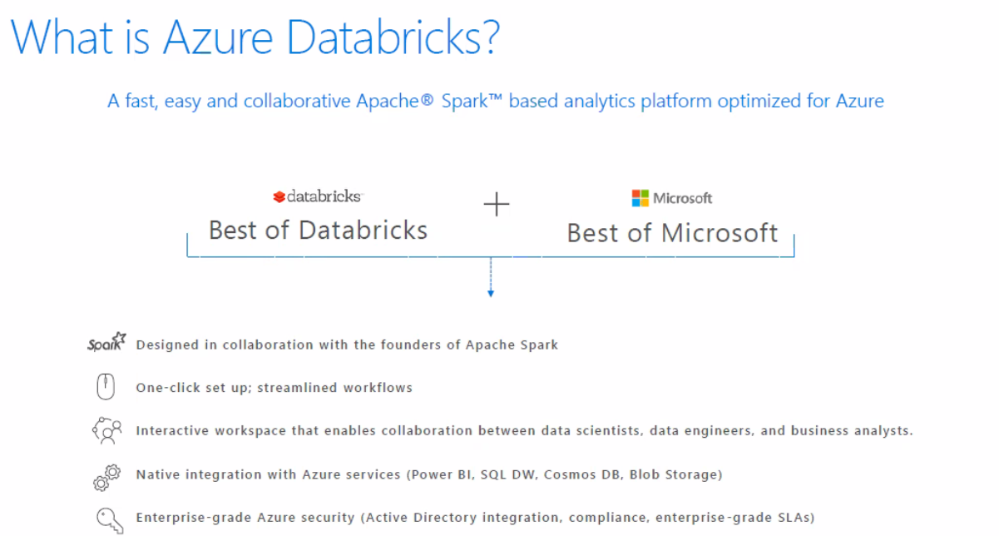 What is Azure Databricks?
A fast, easy and collaborative Apache® Spark™ based analytics platform optimized for Azure
databricks™
Best of Databricks
+
Microsoft
Best of Microsoft
Spark Designed in collaboration with the founders of Apache Spark
One-click set up; streamlined workflows
Interactive workspace that enables collaboration between data scientists, data engineers, and business analysts.
Native integration with Azure services (Power BI, SQL DW, Cosmos DB, Blob Storage)
Enterprise-grade Azure security (Active Directory integration, compliance, enterprise-grade SLAs)